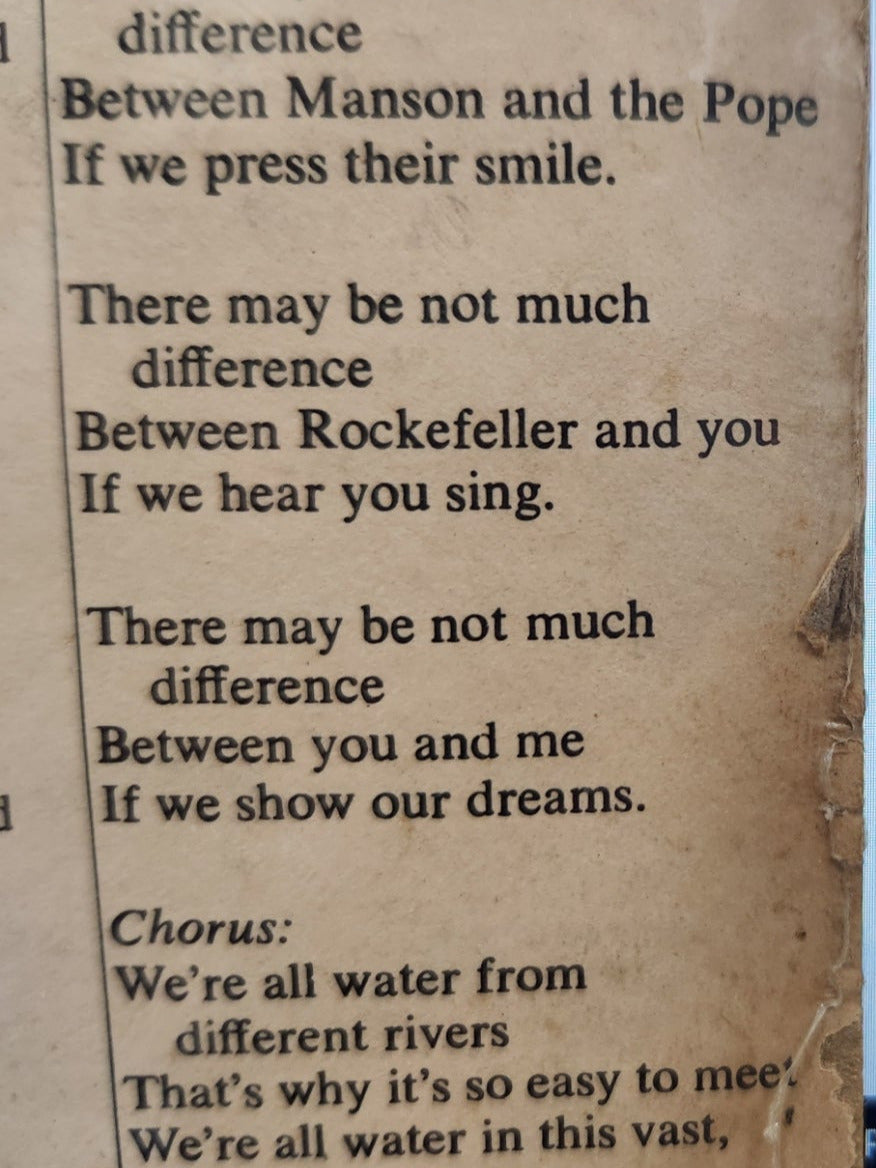 difference
Between Manson and the Pope
If we press their smile.
There may be not much
difference
Between Rockefeller and you
If we hear you sing.
There may be not much
difference
Between you and me
If we show our dreams.
Chorus:
We're all water from
different rivers
That's why it's so easy to meet
We're all water in this vast,